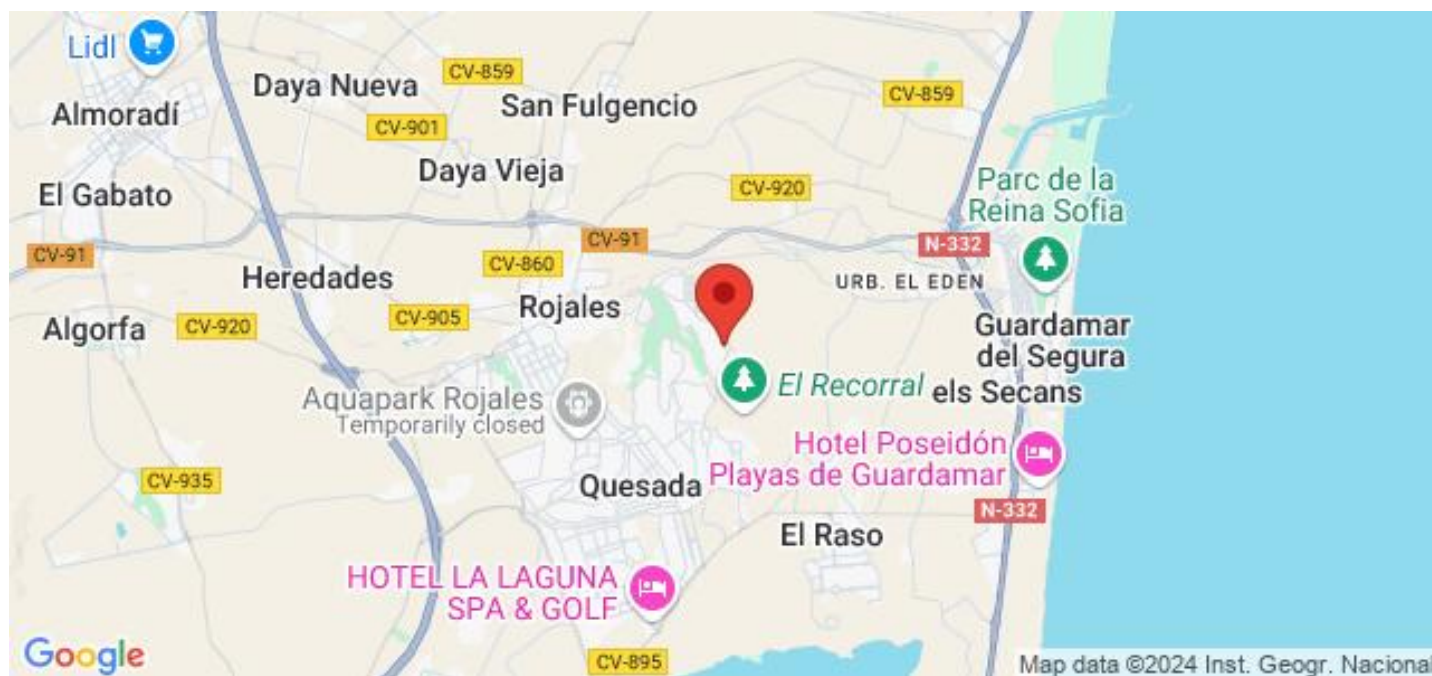 Lidl
Almoradí
Daya Nueva
CV-859
San Fulgencio
CV-859
CV-901
Daya Vieja
El Gabato
CV-920
Parc de la
Reina Sofia
CV-91
CV-91
N-332
CV-860
Heredades
URB. EL EDEN
Rojales
Algorfa
CV-920
CV-905
Guardamar
del Segura
El Recorral
els Secans
Aquapark Rojales
Temporarily closed
Hotel Poseidón
Playas de Guardamar
CV-935
Quesada
N-332
El Raso
HOTEL LA LAGUNA
SPA & GOLF
Google
CV-895
Map data ©2024 Inst. Geogr. Nacional